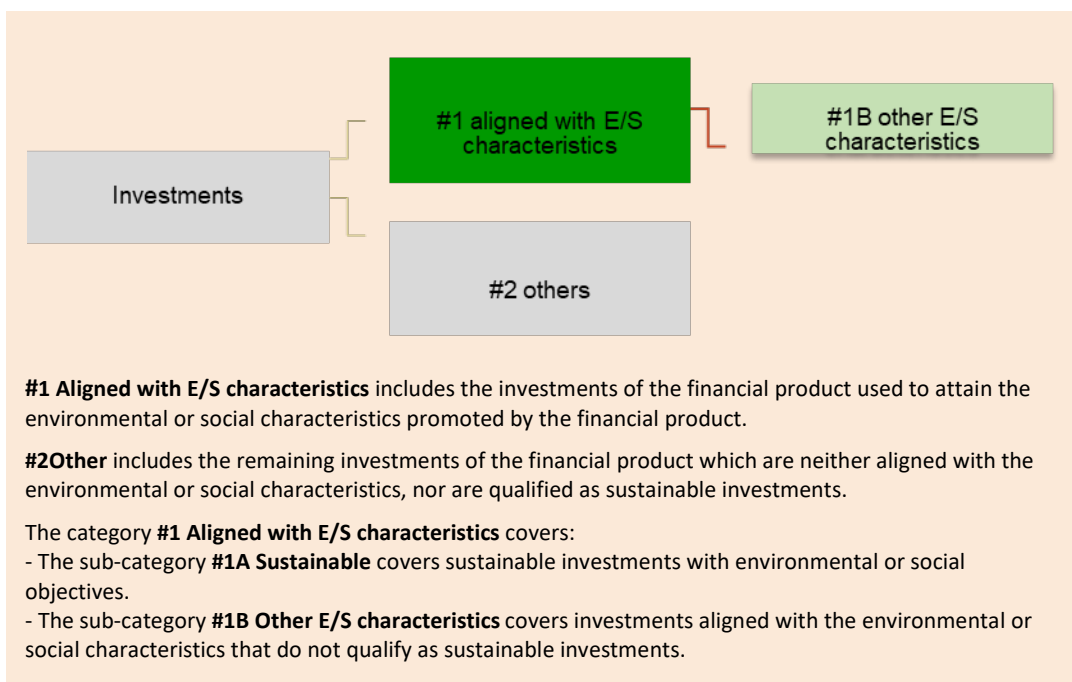 #1 aligned with E/S
characteristics
#1B other E/S
characteristics
Investments
#2 others
#1 Aligned with E/S characteristics includes the investments of the financial product used to attain the
environmental or social characteristics promoted by the financial product.
#2Other includes the remaining investments of the financial product which are neither aligned with the
environmental or social characteristics, nor are qualified as sustainable investments.
The category #1 Aligned with E/S characteristics covers:
- The sub-category #1A Sustainable covers sustainable investments with environmental or social
objectives.
- The sub-category #1B Other E/S characteristics covers investments aligned with the environmental or
social characteristics that do not qualify as sustainable investments.